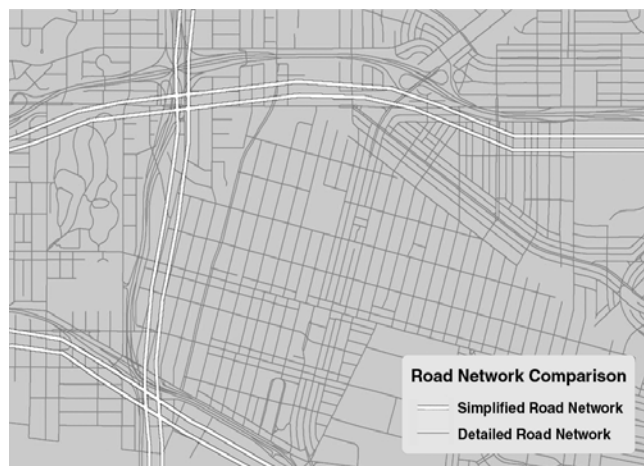 Road Network Comparison
Simplified Road Network
Detailed Road Network